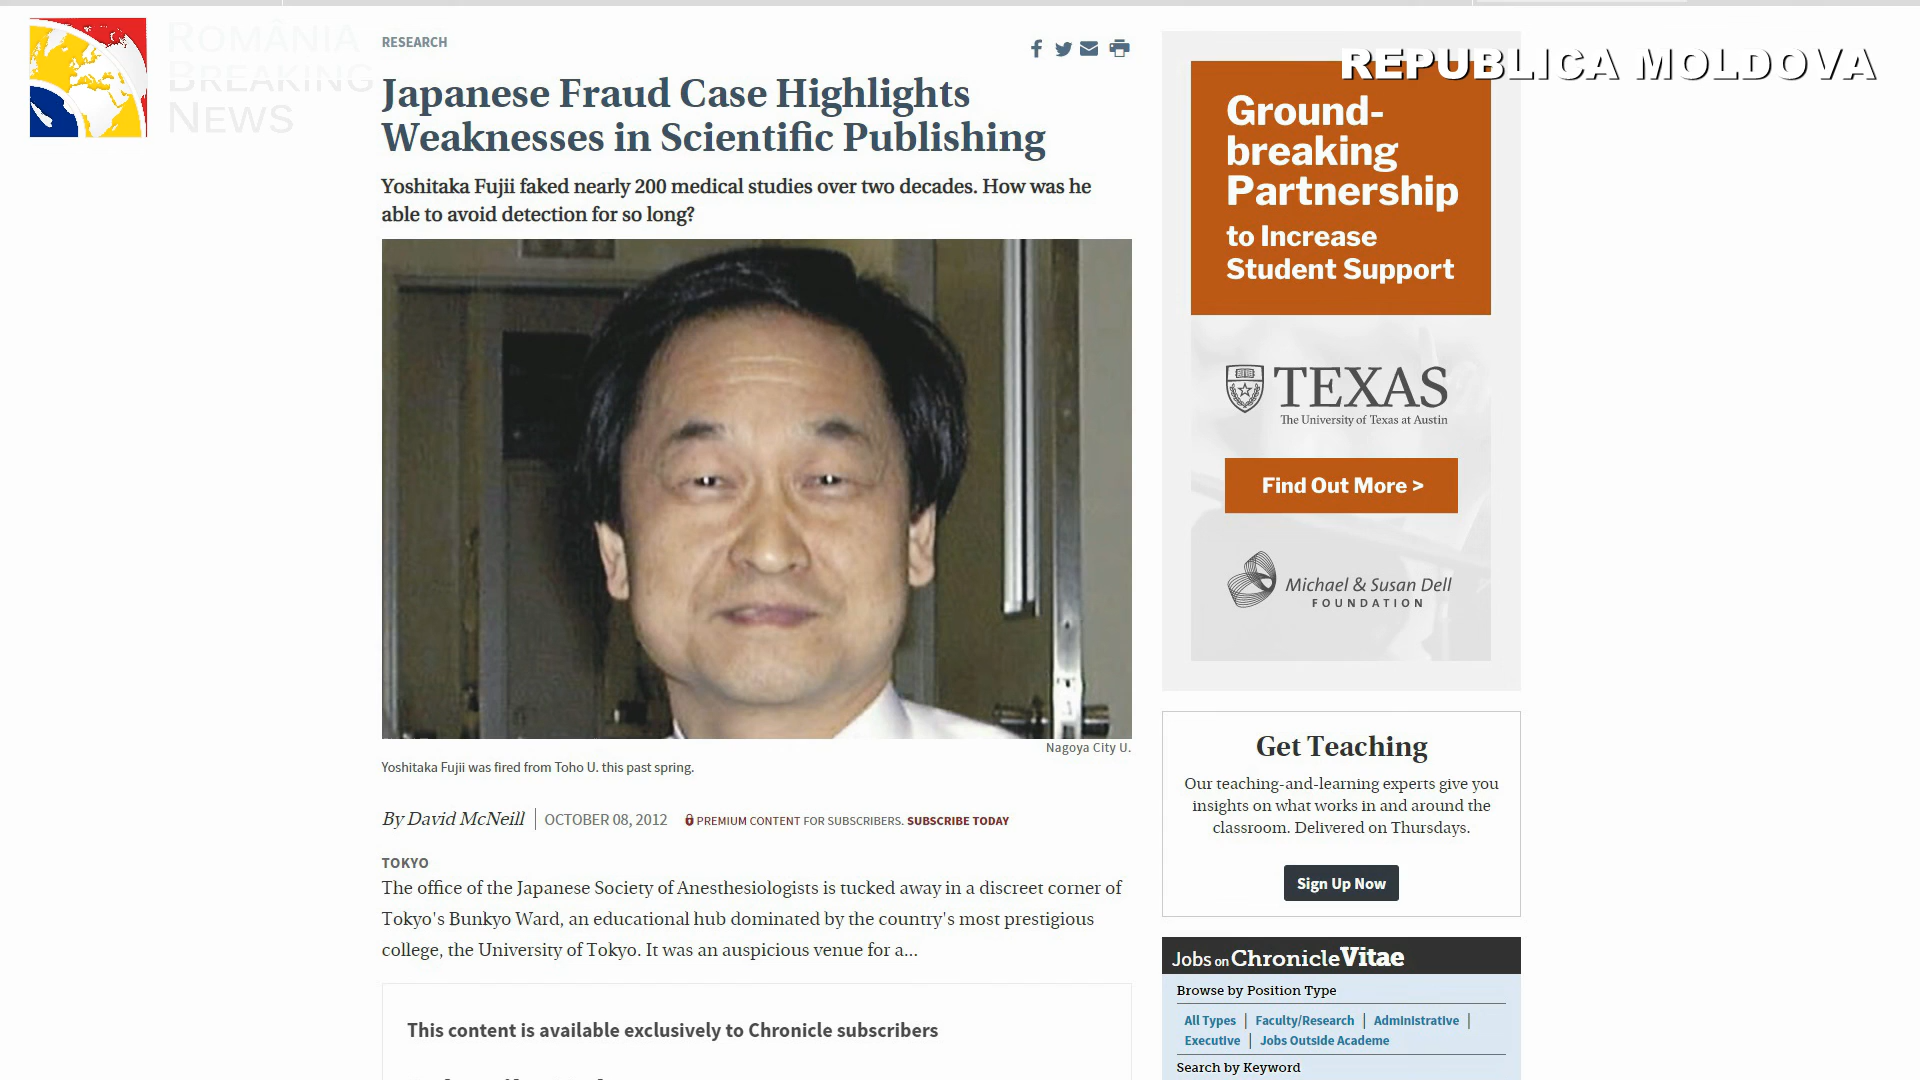 ROMÂNIA
BREAKING
NEWS
REPUBLICA MOLDOVA
RESEARCH
Japanese Fraud Case Highlights
Weaknesses in Scientific Publishing
Yoshitaka Fujii faked nearly 200 medical studies over two decades. How was he
able to avoid detection for so long?
Nagoya City U.
Yoshitaka Fujii was fired from Toho U. this past spring.
By David McNeill | OCTOBER 08, 2012 PREMIUM CONTENT FOR SUBSCRIBERS. SUBSCRIBE TODAY
TOKYO
The office of the Japanese Society of Anesthesiologists is tucked away in a discreet corner of
Tokyo's Bunkyo Ward, an educational hub dominated by the country's most prestigious
college, the University of Tokyo. It was an auspicious venue for a...
This content is available exclusively to Chronicle subscribers
Ground-
breaking
Partnership
to Increase
Student Support
TEXAS
The University of Texas at Austin
Find Out More >
Michael & Susan Dell
FOUNDATION
Get Teaching
Our teaching-and-learning experts give you
insights on what works in and around the
classroom. Delivered on Thursdays.
Sign Up Now
Jobs on ChronicleVitae
Browse by Position Type
All Types | Faculty/Research | Administrative |
Executive | Jobs Outside Academe
Search by Keyword